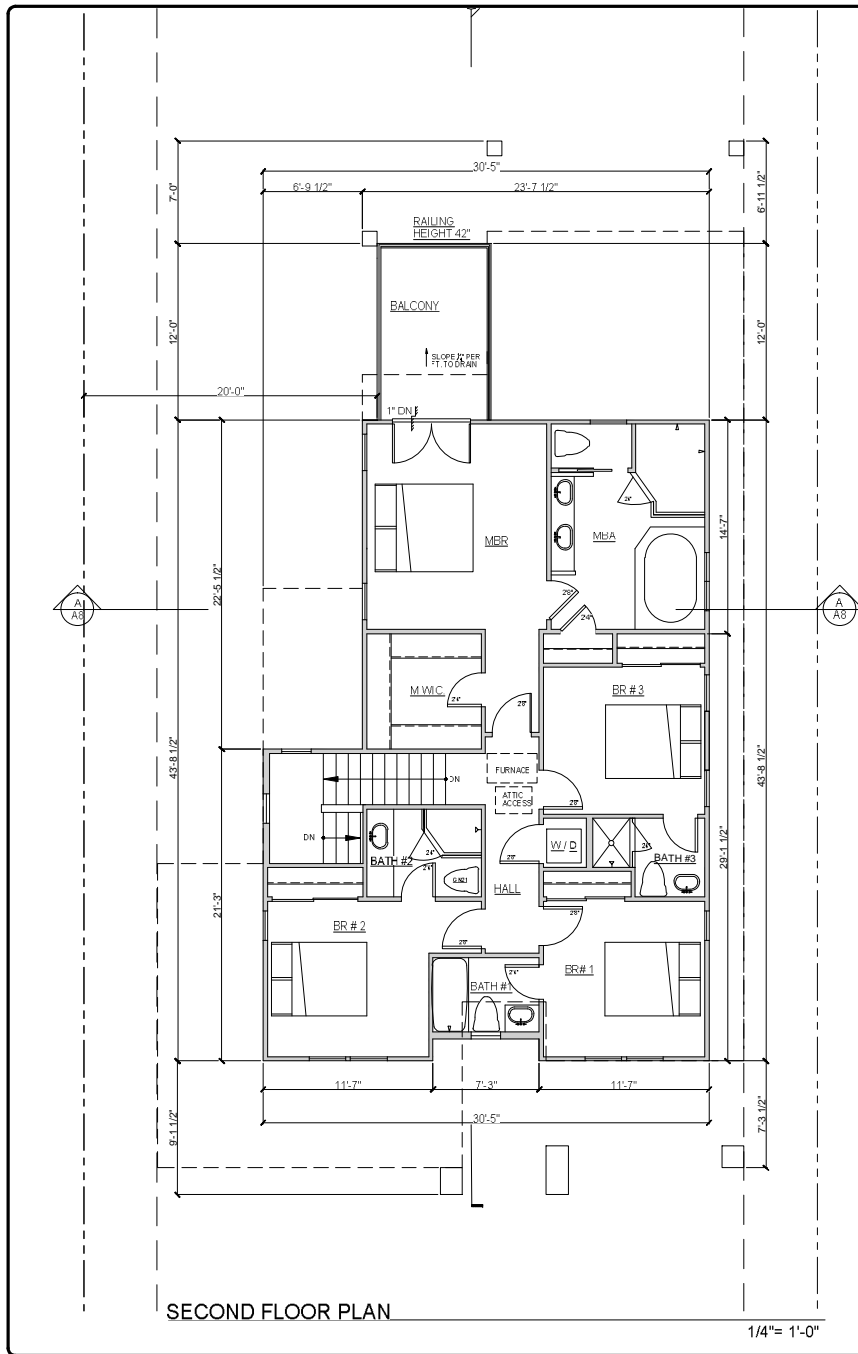 30'-5"
6'-9 1/2"
23'-7 1/2"
7'-0"
6'-11 1/2"
RAILING
HEIGHT 42"
BALCONY
12'-0"
12'-0"
SLOPE PER
FT. TO DRAIN
20'-0"
1" DN
MBR
MBA
26"
14'-7"
22'-5 1/2"
A
A8
A
A8
2'8"
2'4"
M WIC.
2'4"
2'8"
BR # 3
43'-8 1/2"
43'-8 1/2"
FURNACE
DN
ATTIC
ACCESS
2'8"
DN
BATH #2
2'4"
2'6"
2'8"
W / D
BATH #3
29'-1 1/2"
HALL
21'-3"
BR # 2
2'8"
2'8"
BR# 1
BATH #1
2'4"
11'-7"
7'-3"
11'-7"
30'-5"
9'-1 1/2"
7'-3 1/2"
SECOND FLOOR PLAN
1/4"= 1'-0"